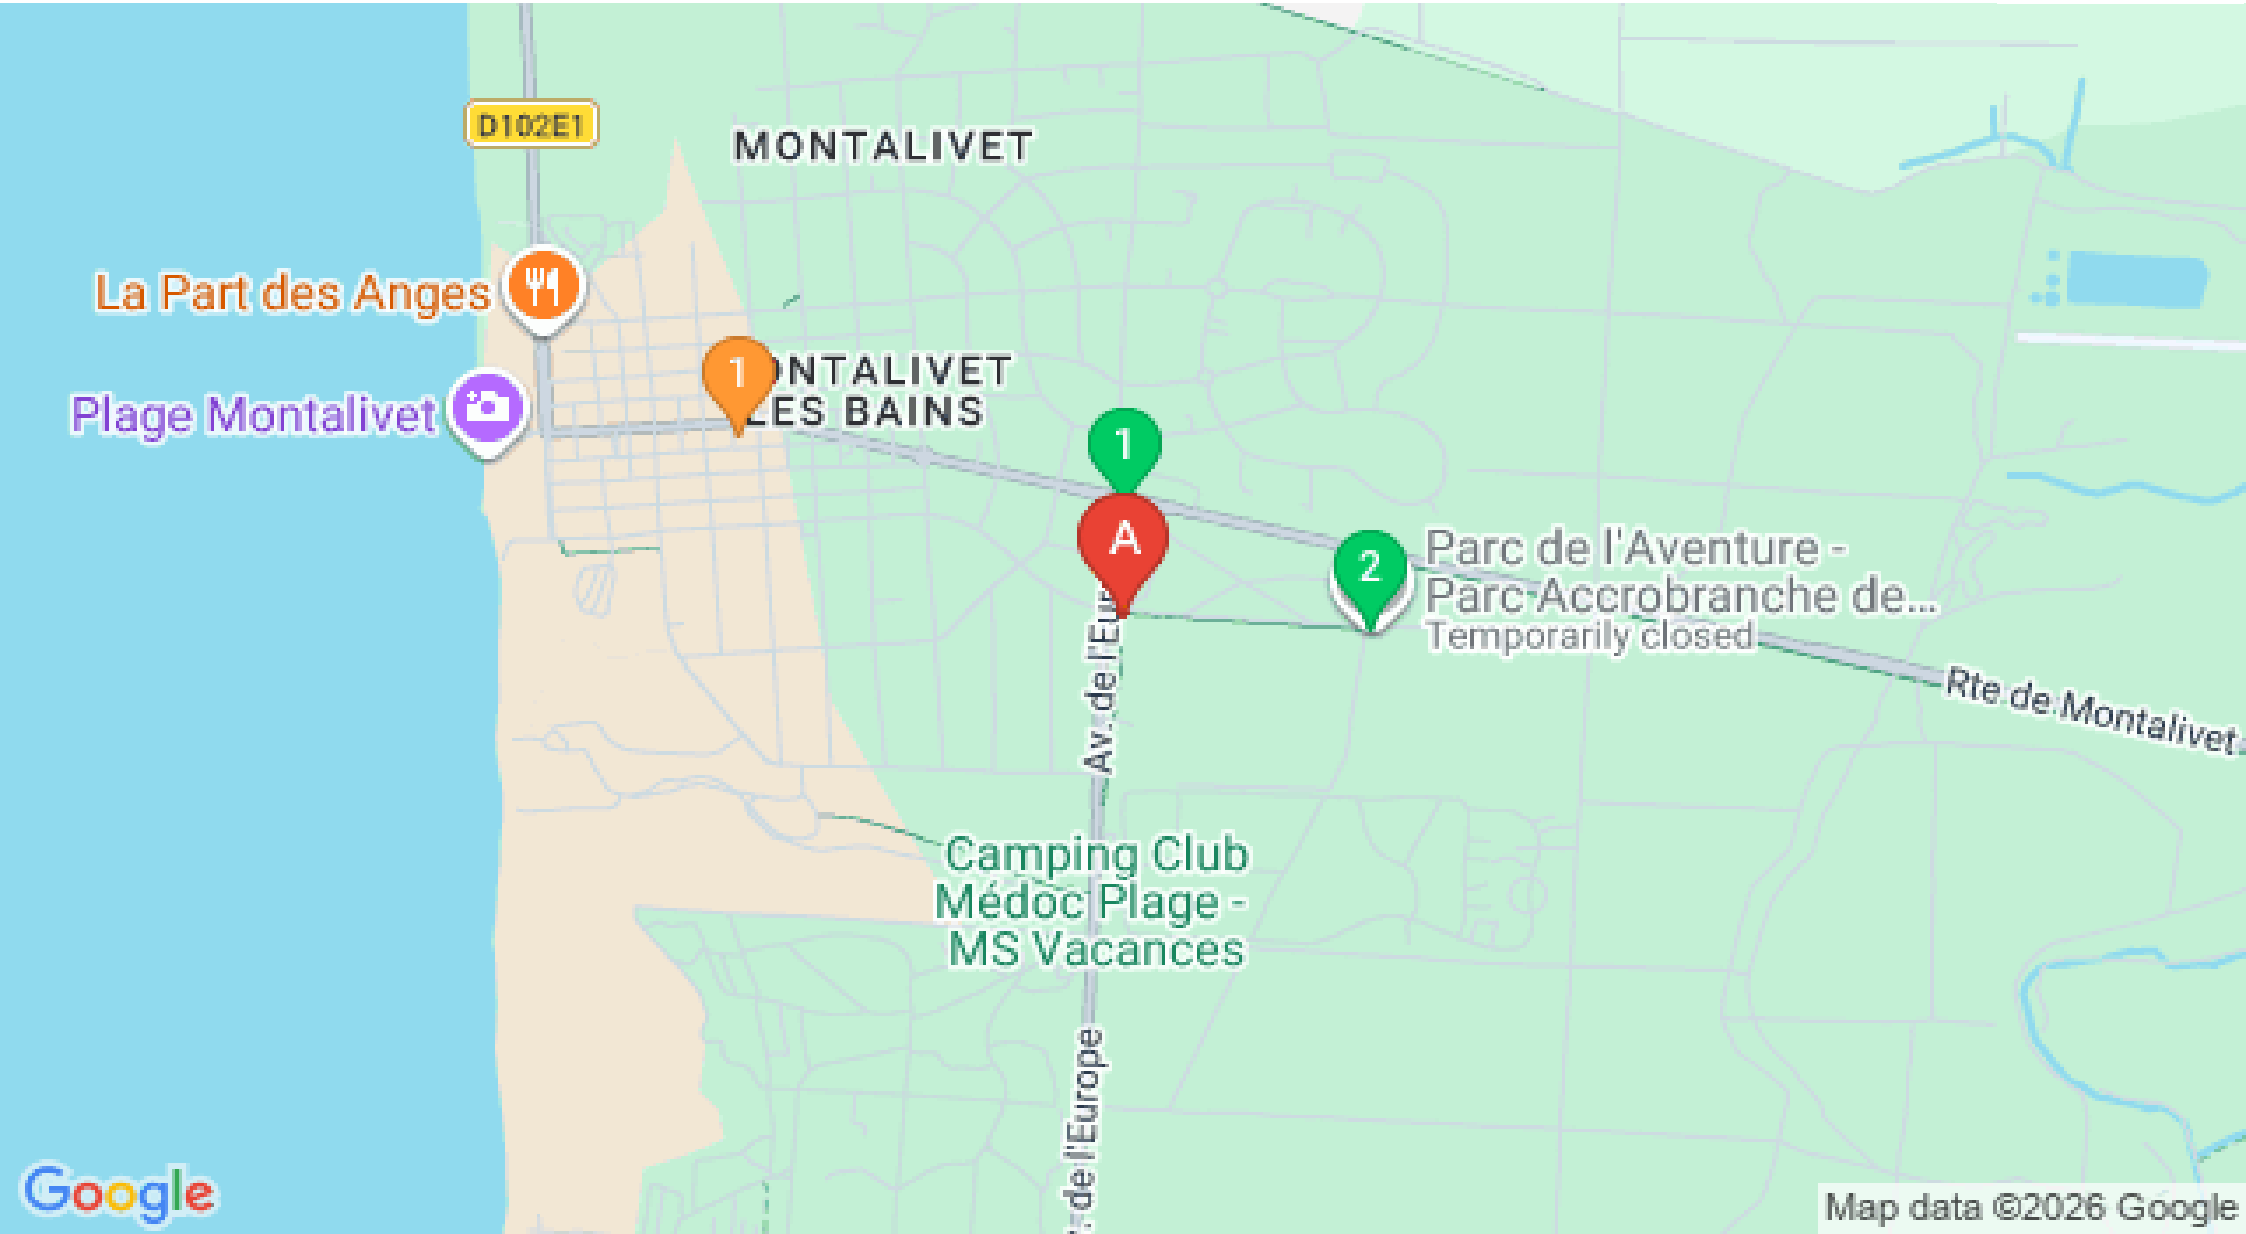 D102E1
MONTALIVET
La Part des Anges
1
ONTALIVET
LES BAINS
Plage Montalivet
1
A
2
Parc de l'Aventure -
Parc Accrobranche de...
Temporarily closed
Av. de l'Eur
Rte de Montalivet
Camping Club
Médoc Plage -
MS Vacances
de l'Europe
Google
Map data ©2026 Google